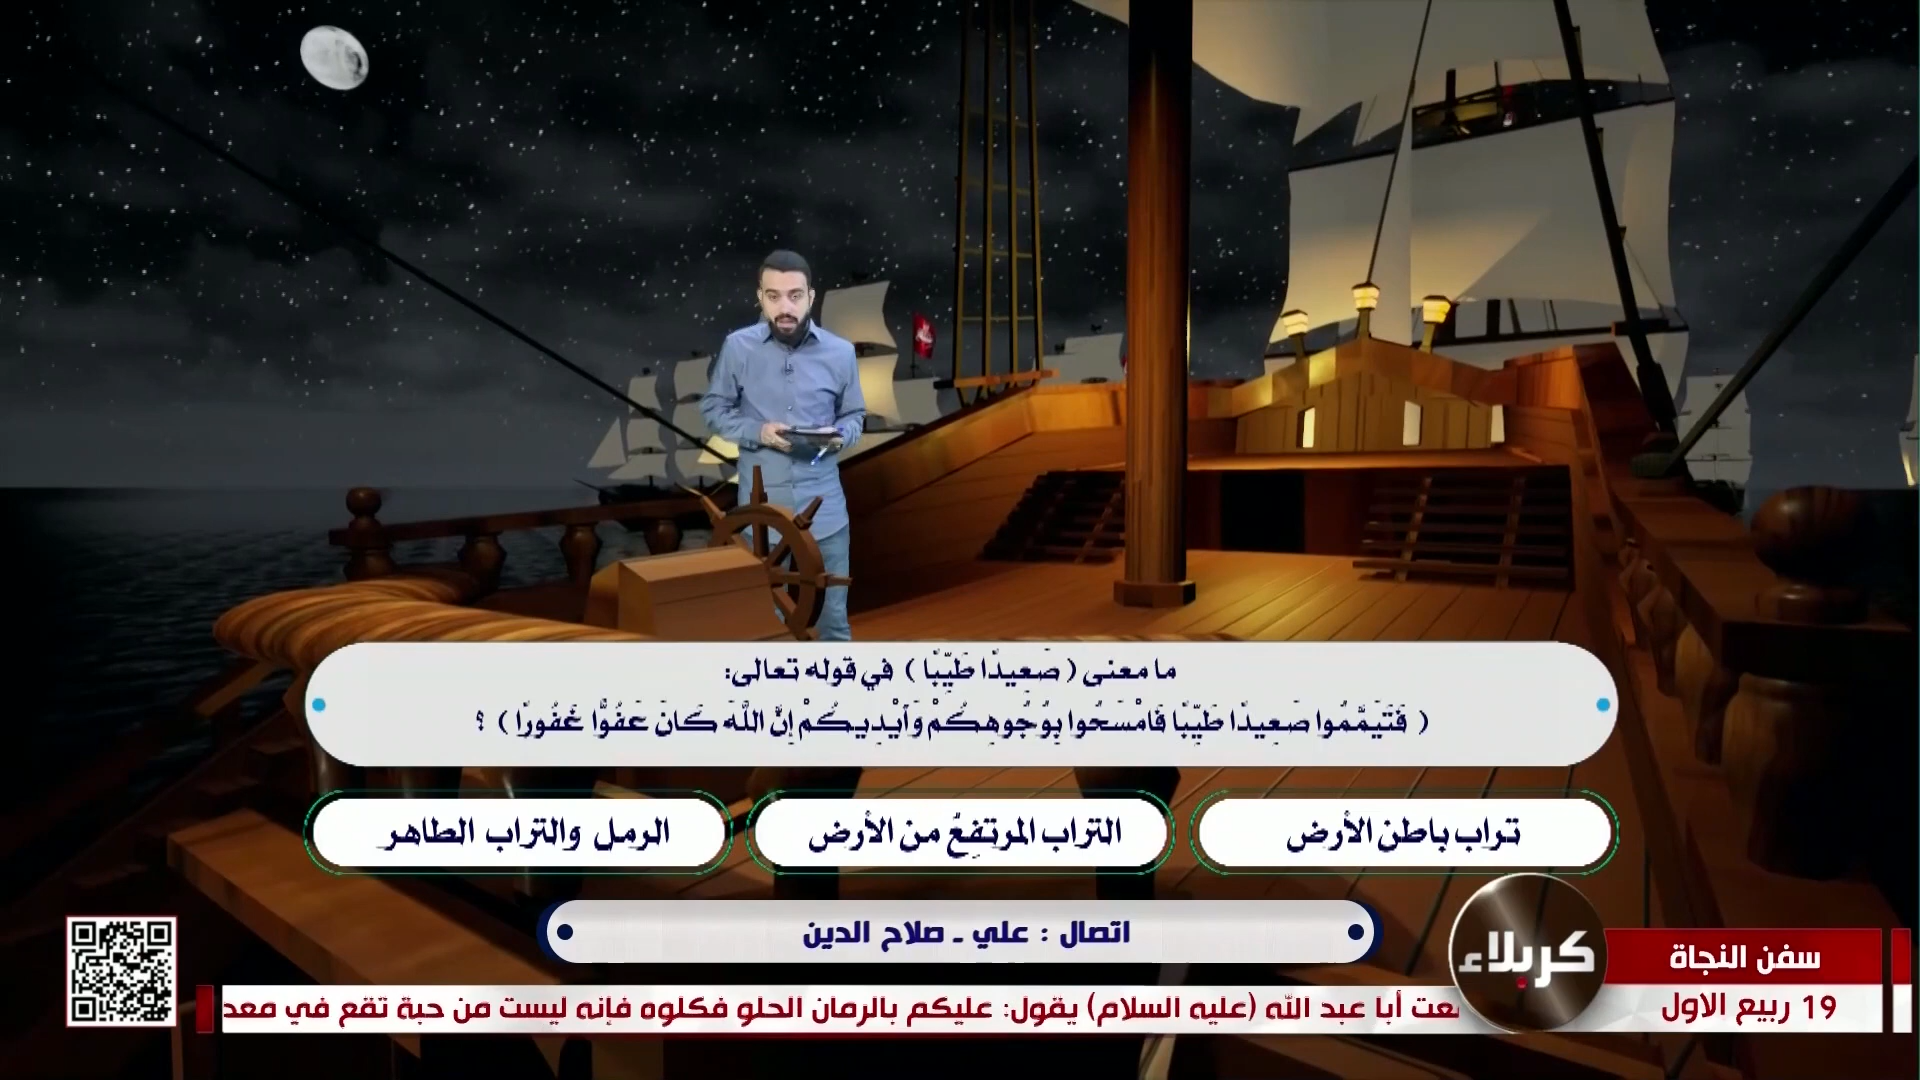 ما معنى ( صَعِيدًا طَيِّبًا ) في قوله تعالى:
( فَتَيَمَّمُوا صَعِيدًا طَيِّبًا فَامْسَحُوا بِوُجُوهِكُمْ وَأَيْدِيكُمْ إِنَّ اللَّهَ كَانَ عَفُوًّا غَفُورًا ) ؟
تراب باطن الأرض
التراب المرتفعُ من الأرض
الرمل والتراب الطاهر
اتصال : علي ـ صلاح الدين
كربلاء
سفن النجاة
19 ربيع الاول
أبا عبد الله (عليه السلام) يقول: عليكم بالرمان الحلو فكلوه فإنه ليست من حبة تقع في